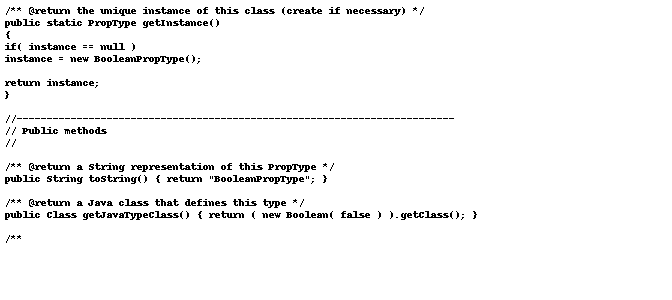 /** @return the unique instance of this class (create if necessary) */
public static PropType getInstance()
{
if( instance == null )
instance = new BooleanPropType();

return instance;
}

//-------------------------------------------------------------------------
// Public methods
//

/** @return a String representation of this PropType */
public String toString() { return "BooleanPropType"; }

/** @return a Java class that defines this type */
public Class getJavaTypeClass() { return ( new Boolean( false ) ).getClass(); }

/**